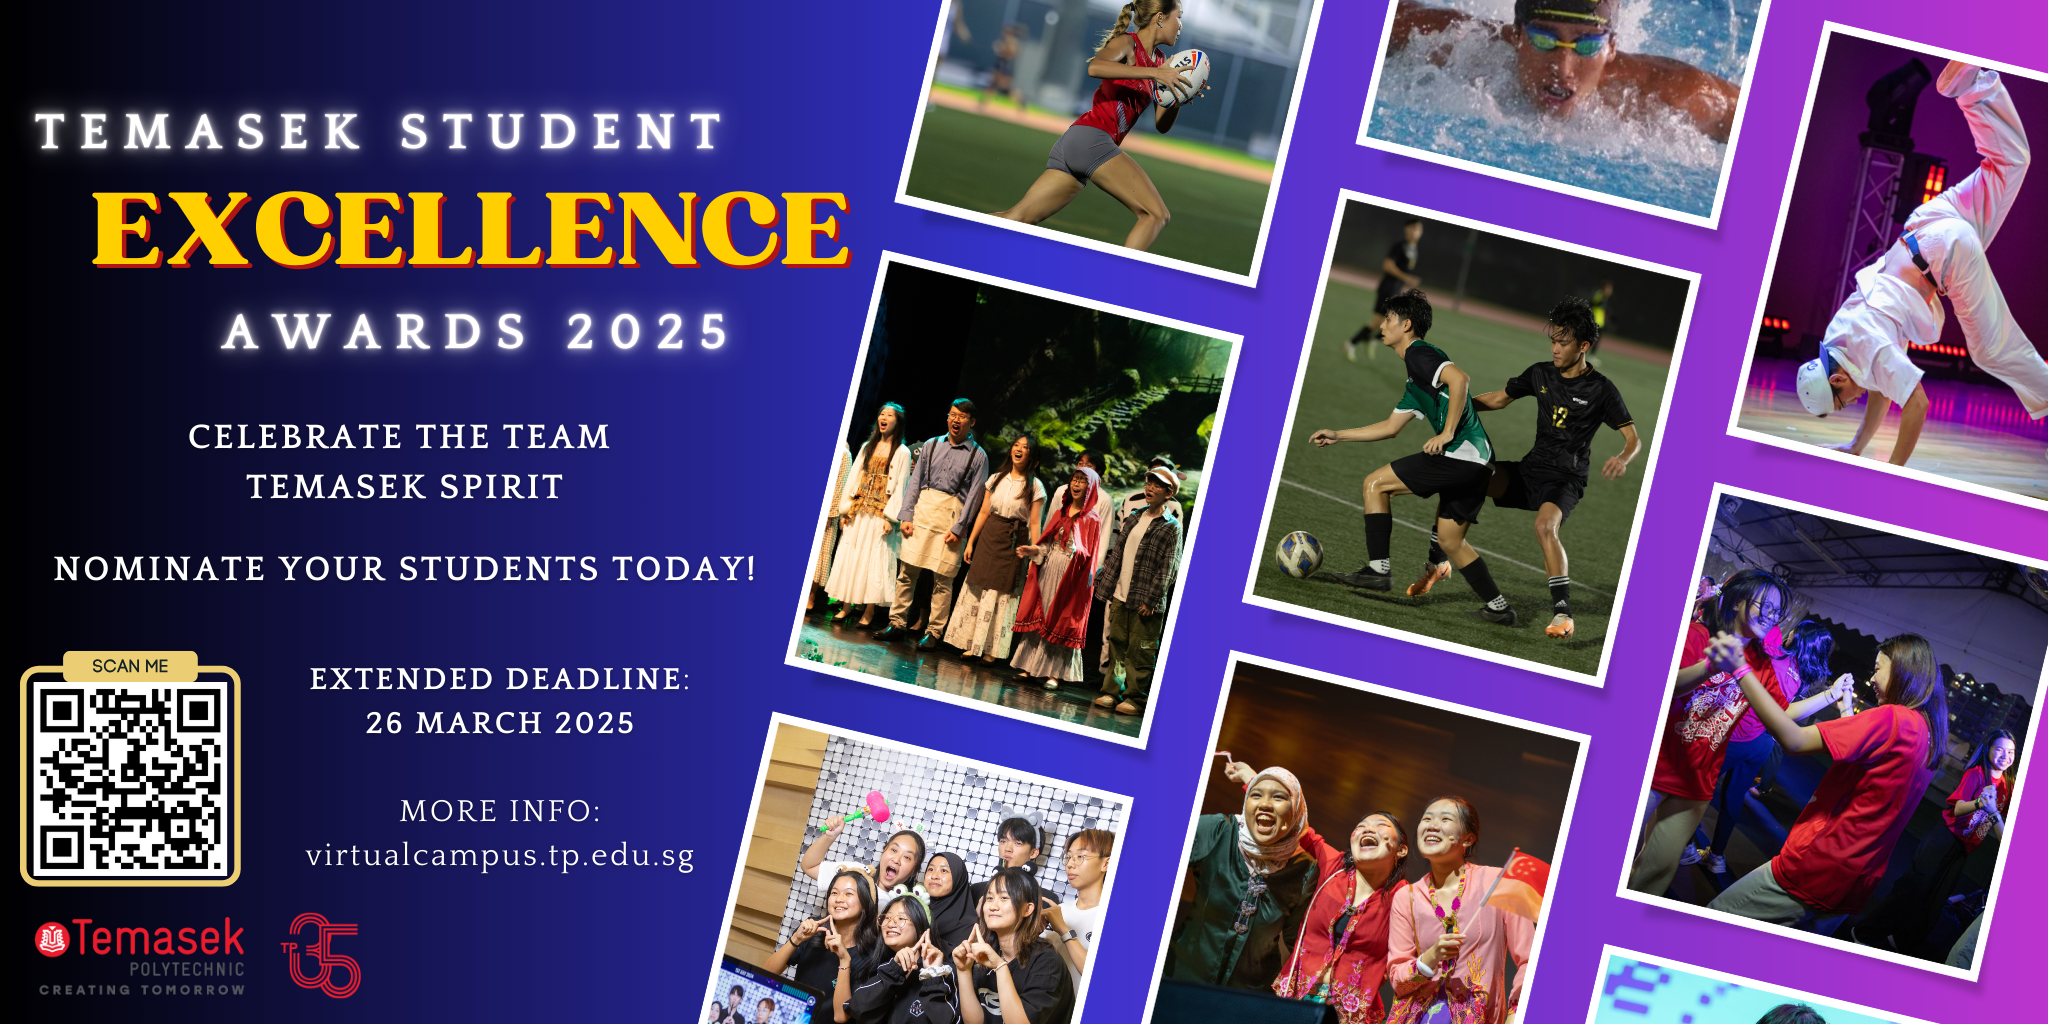 TEMASEK STUDENT
EXCELLENCE
AWARDS 2025
CELEBRATE THE TEAM
TEMASEK SPIRIT
NOMINATE YOUR STUDENTS TODAY!
SCAN ME
EXTENDED DEADLINE:
26 MARCH 2025
MORE INFO:
virtualcampus.tp.edu.sg
Temasek
POLYTECHNIC
CREATING TOMORROW
TP 35
12